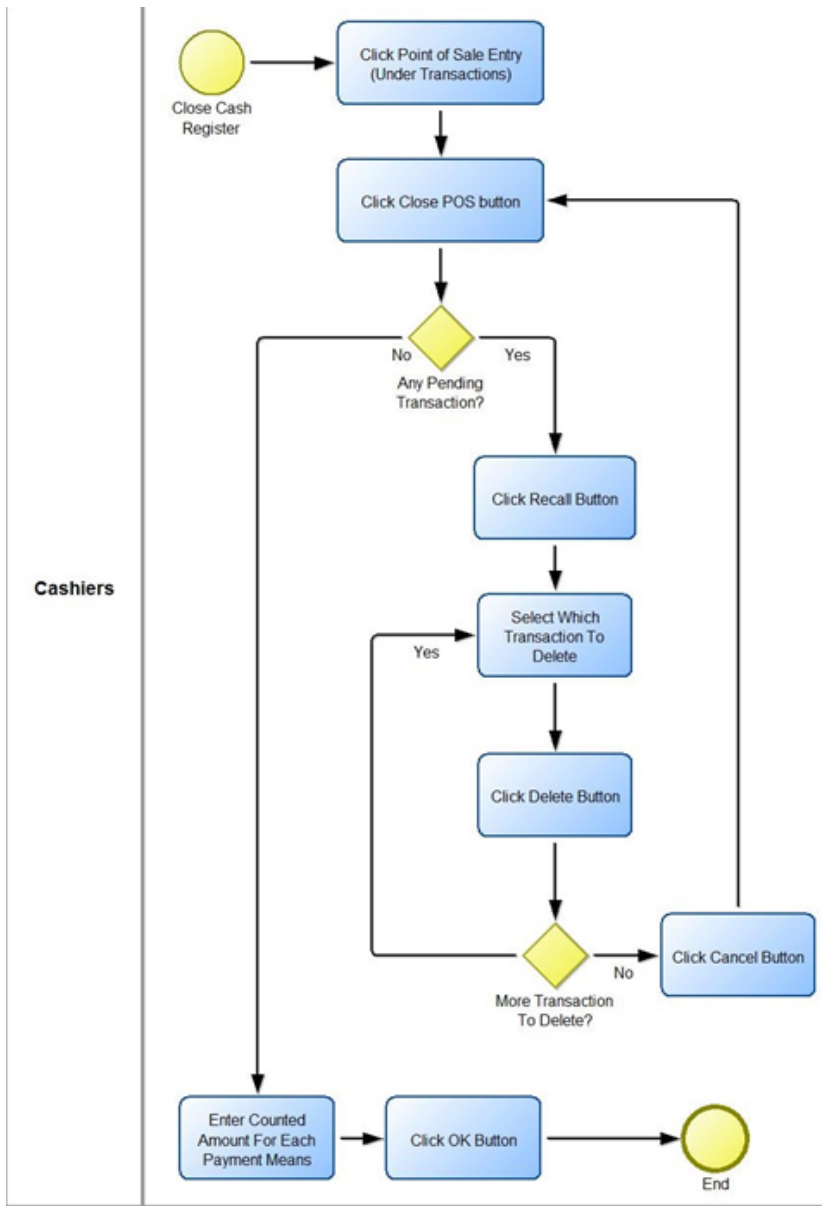 Close Cash
Register
Click Point of Sale Entry
(Under Transactions)
Click Close POS button
No
Yes
Any Pending
Transaction?
Click Recall Button
Cashiers
Select Which
Transaction To
Delete
Yes
Click Delete Button
More Transaction
To Delete?
No
Click Cancel Button
Enter Counted
Amount For Each
Payment Means
Click OK Button
End